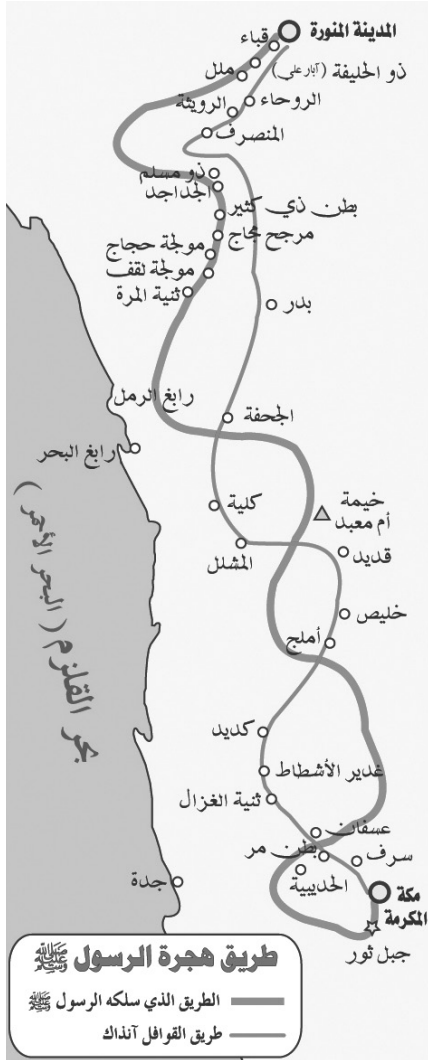 المدينة المنورة
قباء
ذو الحليفة (آبار علي)
ملل
الروحاء
الرويثة
المنصرف
ذو مسلم
الجداجد
بطن ذي كثير
مرجح مجاج
موجة حجاج
موجة لقف
ثنية المرة
بدر
رابغ الرمل
الجحفة
رابغ البحر
خيمة
أم معبد
كلية
المشلل
قديد
بحر القلزم (البحر الأحمر)
خليص
أملج
كديد
غدير الأشطاط
ثنية الغزال
عسفان
بطن مر
سرف
الحديبية
جدة
مكة
المكرمة
جبل ثور
طريق هجرة الرسول ﷺ
الطريق الذي سلكه الرسول ﷺ
طريق القوافل آنذاك